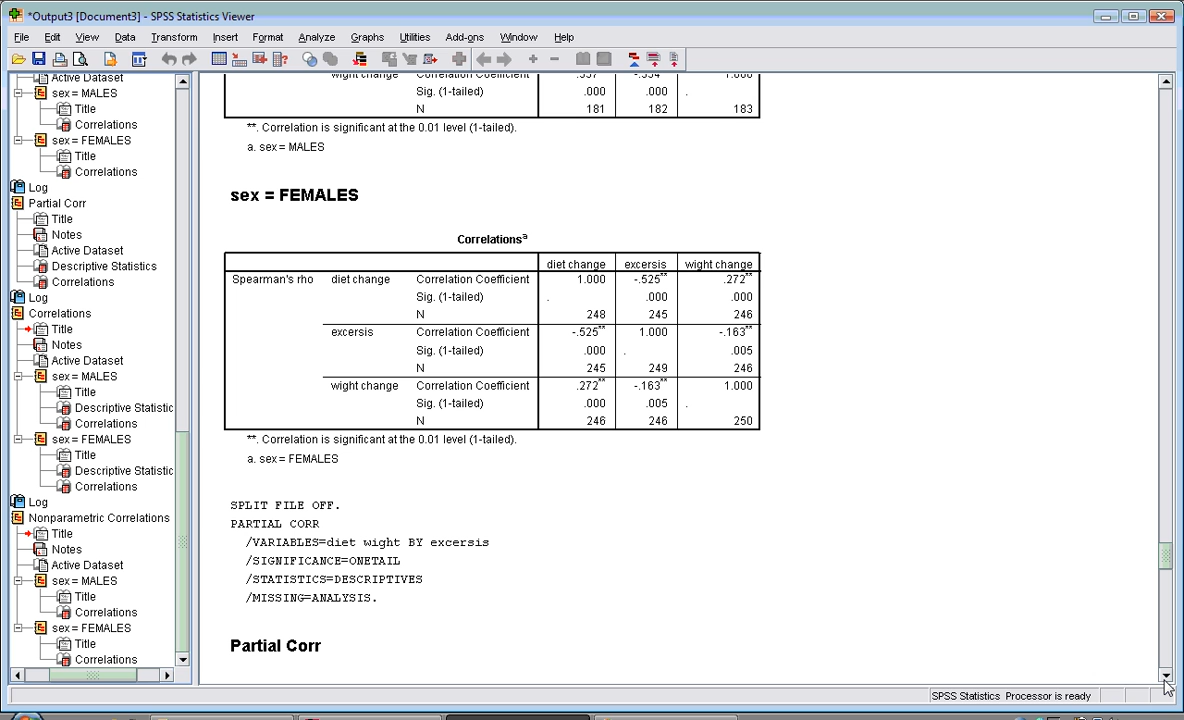 *Output3 [Document3] - SPSS Statistics Viewer
File Edit View Data Transform Insert Format Analyze Graphs Utilities Add-ons Window Help
Active Dataset
sex = MALES
Title
Correlations
sex = FEMALES
Title
Correlations
Log
Partial Corr
Title
Notes
Active Dataset
Descriptive Statistics
Correlations
Log
Correlations
Title
Notes
Active Dataset
sex = MALES
Title
Descriptive Statistic
Correlations
sex = FEMALES
Title
Descriptive Statistic
Correlations
Log
Nonparametric Correlations
Title
Notes
Active Dataset
sex = MALES
Title
Correlations
sex = FEMALES
Title
Correlations
wight change Correlation Coefficient 1.000
Sig. (1-tailed) .000 .000 .
N 181 182 183
**. Correlation is significant at the 0.01 level (1-tailed).
a. sex = MALES
sex = FEMALES
Correlationsa
diet change excersis wight change
Spearman's rho diet change Correlation Coefficient 1.000 -.525** .272**
Sig. (1-tailed) . .000 .000
N 248 245 246
excersis Correlation Coefficient -.525** 1.000 -.163**
Sig. (1-tailed) .000 . .005
N 245 249 246
wight change Correlation Coefficient .272** -.163** 1.000
Sig. (1-tailed) .000 .005 .
N 246 246 250
**. Correlation is significant at the 0.01 level (1-tailed).
a. sex = FEMALES
SPLIT FILE OFF.
PARTIAL CORR
/VARIABLES=diet wight BY excersis
/SIGNIFICANCE=ONETAIL
/STATISTICS=DESCRIPTIVES
/MISSING=ANALYSIS.
Partial Corr
SPSS Statistics Processor is ready